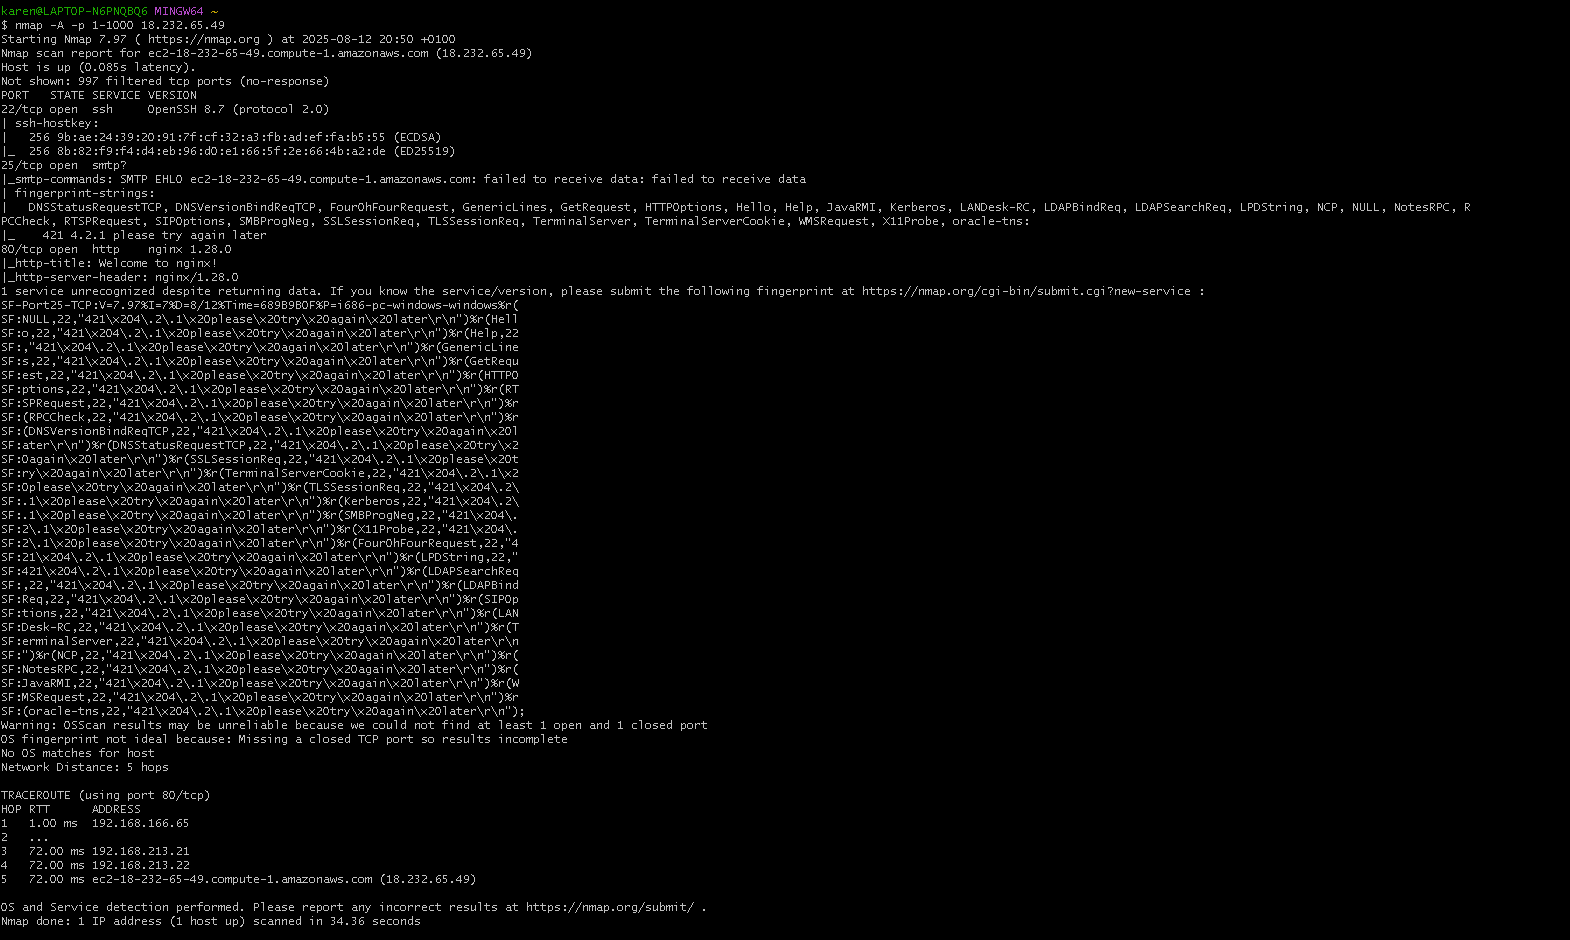 karen@LAPTOP-N6PNQBQ6 MINGW64 ~
$ nmap -A -p 1-1000 18.232.65.49
Starting Nmap 7.97 ( https://nmap.org ) at 2025-08-12 20:50 +0100
Nmap scan report for ec2-18-232-65-49.compute-1.amazonaws.com (18.232.65.49)
Host is up (0.085s latency).
Not shown: 997 filtered tcp ports (no-response)
PORT   STATE SERVICE VERSION
22/tcp open  ssh     OpenSSH 8.7 (protocol 2.0)
| ssh-hostkey:
|   256 9b:ae:24:39:20:91:7f:cf:32:a3:fb:ad:ef:fa:b5:55 (ECDSA)
|_  256 8b:82:f9:f4:d4:eb:96:d0:e1:66:5f:2e:66:4b:a2:de (ED25519)
25/tcp open  smtp?
|_smtp-commands: SMTP EHLO ec2-18-232-65-49.compute-1.amazonaws.com: failed to receive data: failed to receive data
| fingerprint-strings:
|   DNSStatusRequestTCP, DNSVersionBindReqTCP, FourOhFourRequest, GenericLines, GetRequest, HTTPOptions, Hello, Help, JavaRMI, Kerberos, LANDesk-RC, LDAPBindReq, LDAPSearchReq, LPDString, NCP, NULL, NotesRPC, R
PCCheck, RTSPRequest, SIPOptions, SMBProgNeg, SSLSessionReq, TLSSessionReq, TerminalServer, TerminalServerCookie, WMSRequest, X11Probe, oracle-tns:
|_    421 4.2.1 please try again later
80/tcp open  http    nginx 1.28.0
|_http-title: Welcome to nginx!
|_http-server-header: nginx/1.28.0
1 service unrecognized despite returning data. If you know the service/version, please submit the following fingerprint at https://nmap.org/cgi-bin/submit.cgi?new-service :
SF-Port25-TCP:V=7.97%I=7%D=8/12%Time=689B9B0F%P=i686-pc-windows-windows%r(
SF:NULL,22,"421\x204\.2\.1\x20please\x20try\x20again\x20later\r\n")%r(Hell
SF:o,22,"421\x204\.2\.1\x20please\x20try\x20again\x20later\r\n")%r(Help,22
SF:,"421\x204\.2\.1\x20please\x20try\x20again\x20later\r\n")%r(GenericLine
SF:s,22,"421\x204\.2\.1\x20please\x20try\x20again\x20later\r\n")%r(GetRequ
SF:est,22,"421\x204\.2\.1\x20please\x20try\x20again\x20later\r\n")%r(HTTPO
SF:ptions,22,"421\x204\.2\.1\x20please\x20try\x20again\x20later\r\n")%r(RT
SF:SPRequest,22,"421\x204\.2\.1\x20please\x20try\x20again\x20later\r\n")%r
SF:(RPCCheck,22,"421\x204\.2\.1\x20please\x20try\x20again\x20later\r\n")%r
SF:(DNSVersionBindReqTCP,22,"421\x204\.2\.1\x20please\x20try\x20again\x20l
SF:ater\r\n")%r(DNSStatusRequestTCP,22,"421\x204\.2\.1\x20please\x20try\x2
SF:0again\x20later\r\n")%r(SSLSessionReq,22,"421\x204\.2\.1\x20please\x20t
SF:ry\x20again\x20later\r\n")%r(TerminalServerCookie,22,"421\x204\.2\.1\x2
SF:0please\x20try\x20again\x20later\r\n")%r(TLSSessionReq,22,"421\x204\.2\
SF:.1\x20please\x20try\x20again\x20later\r\n")%r(Kerberos,22,"421\x204\.2\
SF:.1\x20please\x20try\x20again\x20later\r\n")%r(SMBProgNeg,22,"421\x204\.
SF:2\.1\x20please\x20try\x20again\x20later\r\n")%r(X11Probe,22,"421\x204\.
SF:2\.1\x20please\x20try\x20again\x20later\r\n")%r(FourOhFourRequest,22,"4
SF:21\x204\.2\.1\x20please\x20try\x20again\x20later\r\n")%r(LPDString,22,"
SF:421\x204\.2\.1\x20please\x20try\x20again\x20later\r\n")%r(LDAPSearchReq
SF:,22,"421\x204\.2\.1\x20please\x20try\x20again\x20later\r\n")%r(LDAPBind
SF:Req,22,"421\x204\.2\.1\x20please\x20try\x20again\x20later\r\n")%r(SIPOp
SF:tions,22,"421\x204\.2\.1\x20please\x20try\x20again\x20later\r\n")%r(LAN
SF:Desk-RC,22,"421\x204\.2\.1\x20please\x20try\x20again\x20later\r\n")%r(T
SF:erminalServer,22,"421\x204\.2\.1\x20please\x20try\x20again\x20later\r\n
SF:")%r(NCP,22,"421\x204\.2\.1\x20please\x20try\x20again\x20later\r\n")%r(
SF:NotesRPC,22,"421\x204\.2\.1\x20please\x20try\x20again\x20later\r\n")%r(
SF:JavaRMI,22,"421\x204\.2\.1\x20please\x20try\x20again\x20later\r\n")%r(W
SF:MSRequest,22,"421\x204\.2\.1\x20please\x20try\x20again\x20later\r\n")%r
SF:(oracle-tns,22,"421\x204\.2\.1\x20please\x20try\x20again\x20later\r\n");
Warning: OSScan results may be unreliable because we could not find at least 1 open and 1 closed port
OS fingerprint not ideal because: Missing a closed TCP port so results incomplete
No OS matches for host
Network Distance: 5 hops

TRACEROUTE (using port 80/tcp)
HOP RTT      ADDRESS
1   1.00 ms  192.168.166.65
2   ...
3   72.00 ms 192.168.213.21
4   72.00 ms 192.168.213.22
5   72.00 ms ec2-18-232-65-49.compute-1.amazonaws.com (18.232.65.49)

OS and Service detection performed. Please report any incorrect results at https://nmap.org/submit/ .
Nmap done: 1 IP address (1 host up) scanned in 34.36 seconds